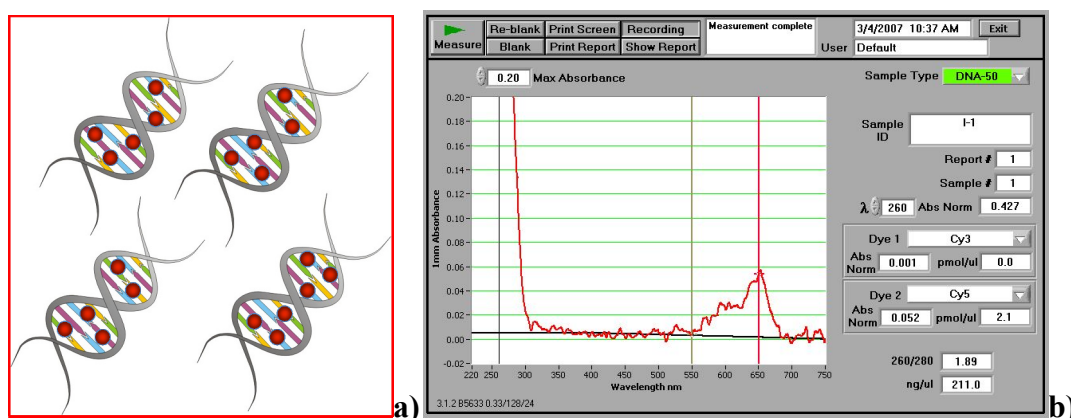 Measure
Re-blank Print Screen Recording
Blank Print Report Show Report
Measurement complete
3/4/2007 10:37 AM Exit
User Default
0.20 Max Absorbance
Sample Type DNA-50
Sample ID I-1
Report # 1
Sample # 1
λ 260 Abs Norm 0.427
Dye 1 Cy3
Abs Norm 0.001 pmol/ul 0.0
Dye 2 Cy5
Abs Norm 0.052 pmol/ul 2.1
260/280 1.89
ng/ul 211.0
1mm Absorbance
0.20
0.18
0.16
0.14
0.12
0.10
0.08
0.06
0.04
0.02
0.00
-0.02
220 250 300 350 400 450 500 550 600 650 700 750
Wavelength nm
3.1.2 B5633 0.33/128/24
a)
b)